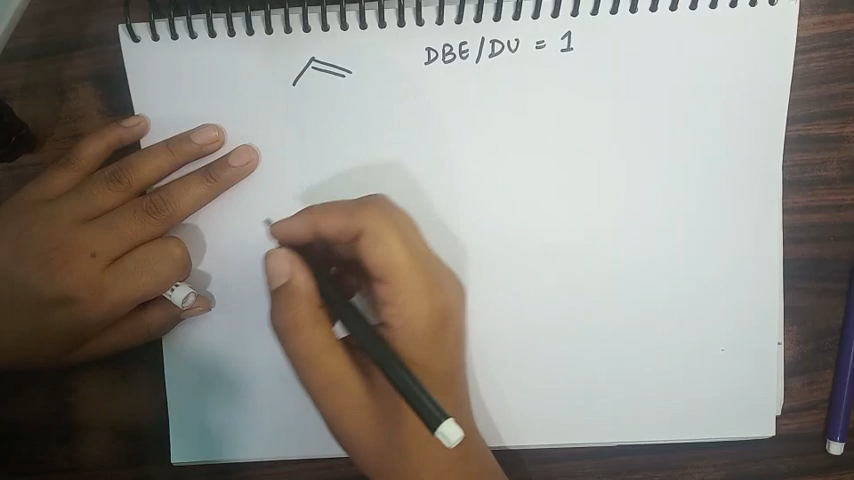 DBE/DU = 1